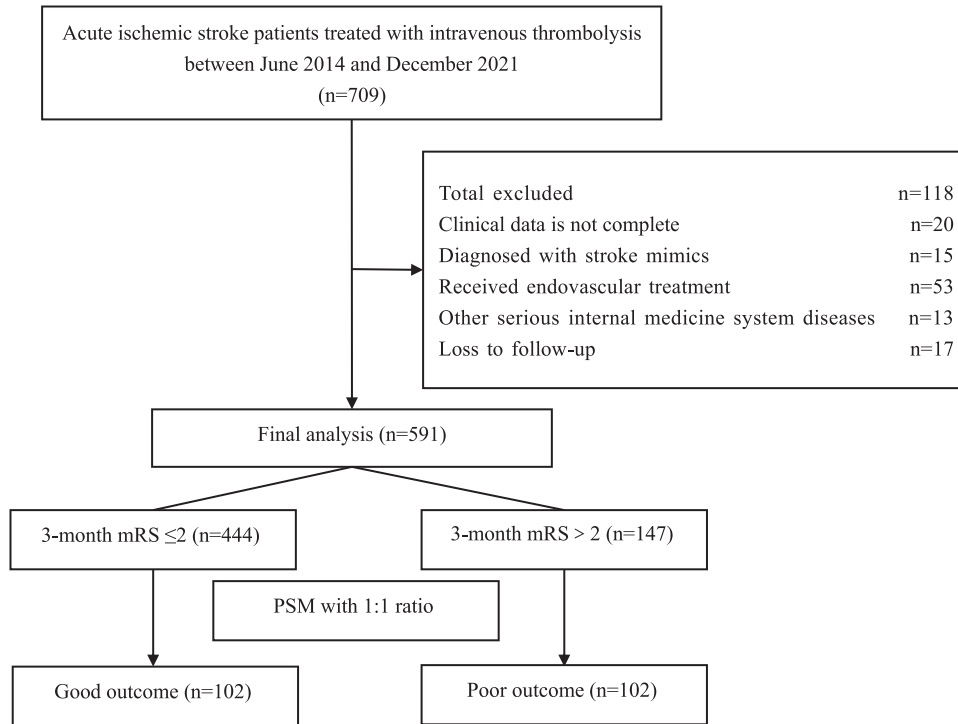 Acute ischemic stroke patients treated with intravenous thrombolysis
between June 2014 and December 2021
(n=709)
Total excluded n=118
Clinical data is not complete n=20
Diagnosed with stroke mimics n=15
Received endovascular treatment n=53
Other serious internal medicine system diseases n=13
Loss to follow-up n=17
Final analysis (n=591)
3-month mRS ≤2 (n=444)
3-month mRS > 2 (n=147)
PSM with 1:1 ratio
Good outcome (n=102)
Poor outcome (n=102)